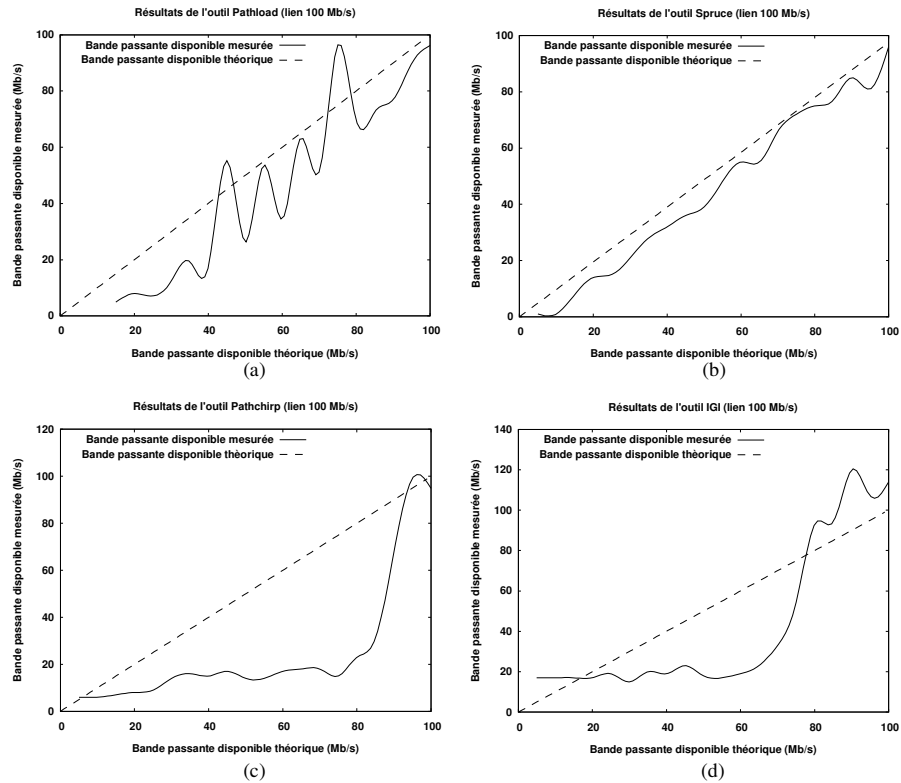 Résultats de l'outil Pathload (lien 100 Mb/s)
Bande passante disponible mesurée
Bande passante disponible théorique
Bande passante disponible mesurée (Mb/s)
100
80
60
40
20
0
0 20 40 60 80 100
Bande passante disponible théorique (Mb/s)
(a)
Résultats de l'outil Spruce (lien 100 Mb/s)
Bande passante disponible mesurée
Bande passante disponible théorique
Bande passante disponible mesurée (Mb/s)
100
80
60
40
20
0
0 20 40 60 80 100
Bande passante disponible théorique (Mb/s)
(b)
Résultats de l'outil Pathchirp (lien 100 Mb/s)
Bande passante disponible mesurée
Bande passante disponible thèorique
Bande passante disponible mesurée (Mb/s)
120
100
80
60
40
20
0
0 20 40 60 80 100
Bande passante disponible théorique (Mb/s)
(c)
Résultats de l'outil IGI (lien 100 Mb/s)
Bande passante disponible mesurée
Bande passante disponible thèorique
Bande passante disponible mesurée (Mb/s)
140
120
100
80
60
40
20
0
0 20 40 60 80 100
Bande passante disponible théorique (Mb/s)
(d)